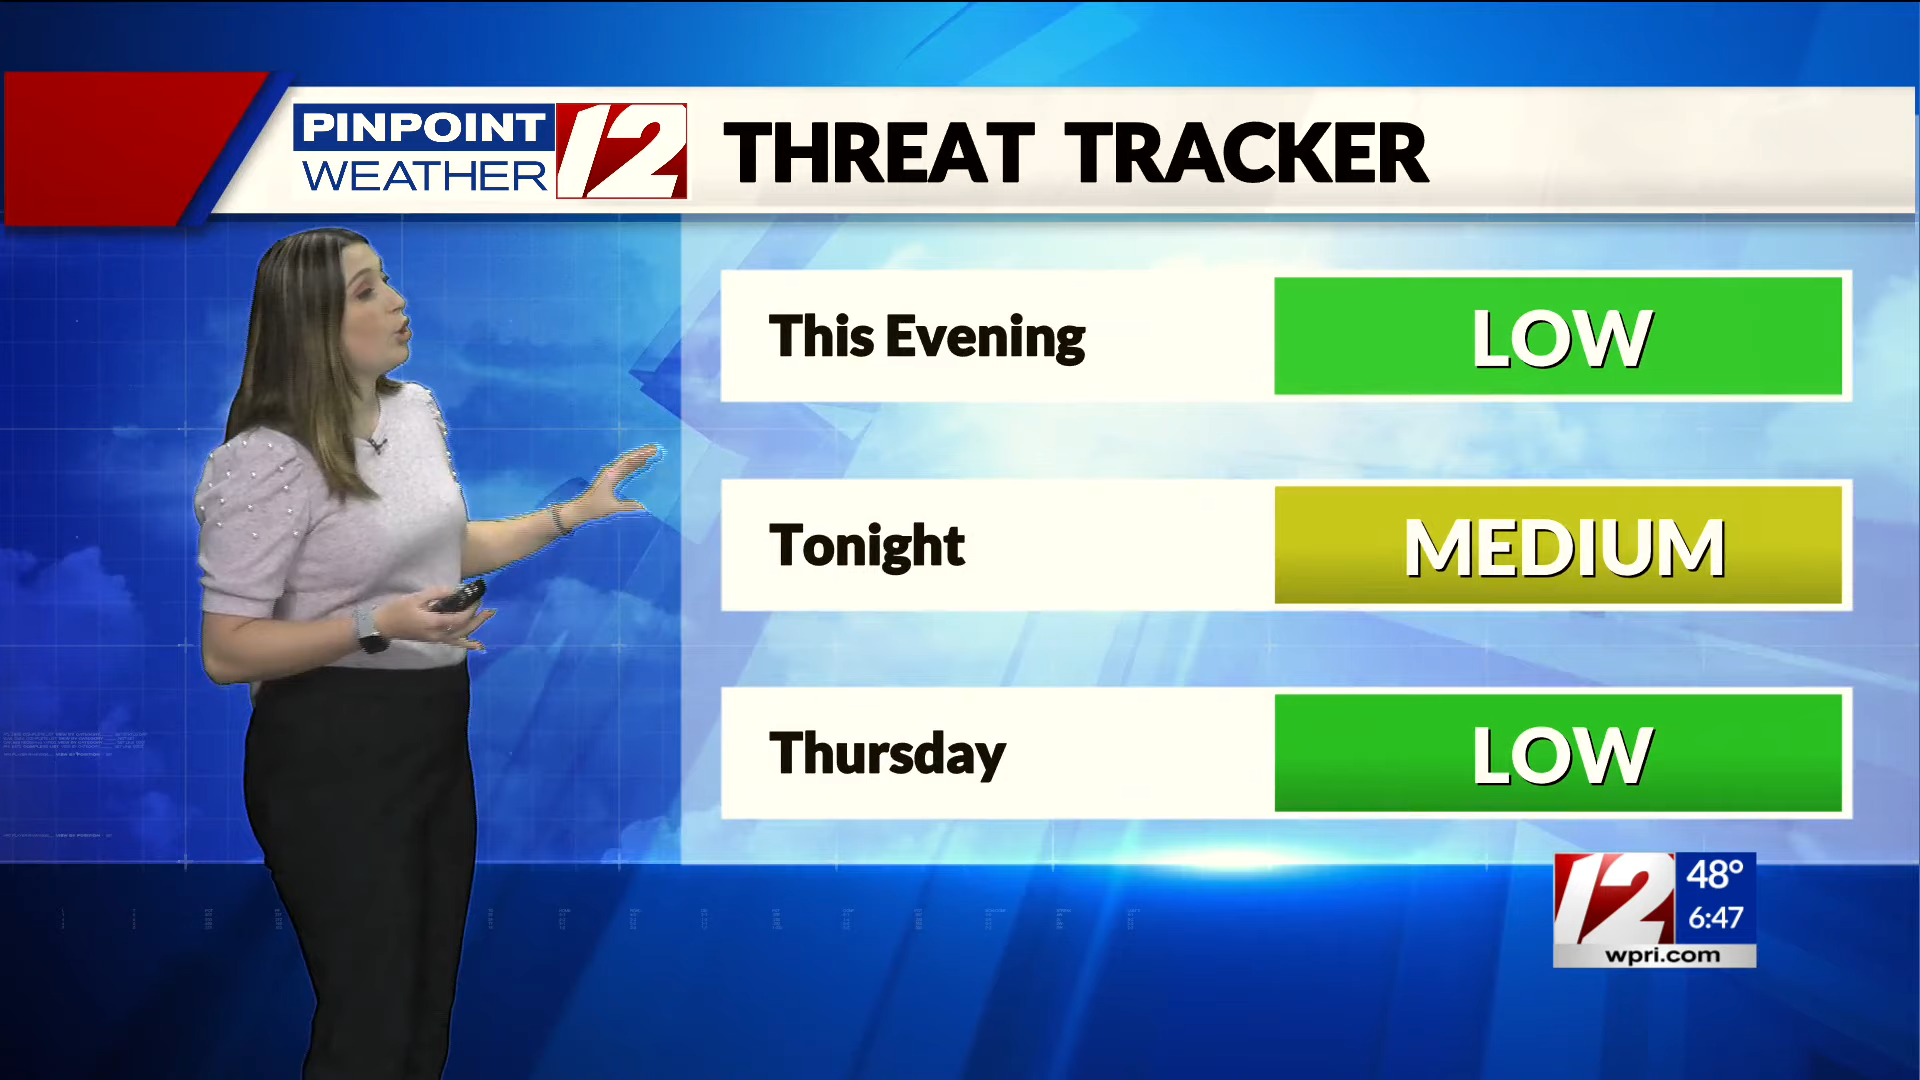 PINPOINT
WEATHER 12
THREAT TRACKER
This Evening
LOW
Tonight
MEDIUM
Thursday
LOW
12
48°
6:47
wpri.com